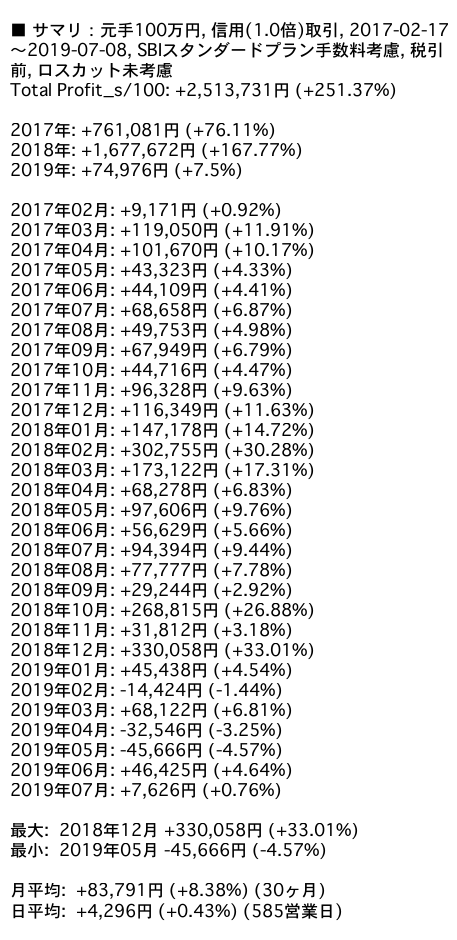 ■ サマリ：元手100万円, 信用(1.0倍)取引, 2017-02-17
〜2019-07-08, SBIスタンダードプラン手数料考慮, 税引
前, ロスカット未考慮
Total Profit_s/100: +2,513,731円 (+251.37%)
2017年: +761,081円 (+76.11%)
2018年: +1,677,672円 (+167.77%)
2019年: +74,976円 (+7.5%)
2017年02月: +9,171円 (+0.92%)
2017年03月: +119,050円 (+11.91%)
2017年04月: +101,670円 (+10.17%)
2017年05月: +43,323円 (+4.33%)
2017年06月: +44,109円 (+4.41%)
2017年07月: +68,658円 (+6.87%)
2017年08月: +49,753円 (+4.98%)
2017年09月: +67,949円 (+6.79%)
2017年10月: +44,716円 (+4.47%)
2017年11月: +96,328円 (+9.63%)
2017年12月: +116,349円 (+11.63%)
2018年01月: +147,178円 (+14.72%)
2018年02月: +302,755円 (+30.28%)
2018年03月: +173,122円 (+17.31%)
2018年04月: +68,278円 (+6.83%)
2018年05月: +97,606円 (+9.76%)
2018年06月: +56,629円 (+5.66%)
2018年07月: +94,394円 (+9.44%)
2018年08月: +77,777円 (+7.78%)
2018年09月: +29,244円 (+2.92%)
2018年10月: +268,815円 (+26.88%)
2018年11月: +31,812円 (+3.18%)
2018年12月: +330,058円 (+33.01%)
2019年01月: +45,438円 (+4.54%)
2019年02月: -14,424円 (-1.44%)
2019年03月: +68,122円 (+6.81%)
2019年04月: -32,546円 (-3.25%)
2019年05月: -45,666円 (-4.57%)
2019年06月: +46,425円 (+4.64%)
2019年07月: +7,626円 (+0.76%)
最大: 2018年12月 +330,058円 (+33.01%)
最小: 2019年05月 -45,666円 (-4.57%)
月平均: +83,791円 (+8.38%) (30ヶ月)
日平均: +4,296円 (+0.43%) (585営業日)